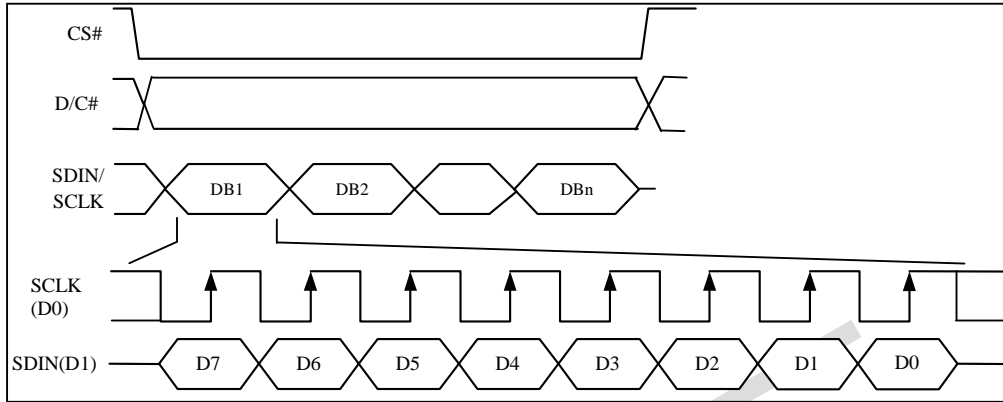 CS#
D/C#
SDIN/
SCLK
DB1 DB2 DBn
SCLK
(D0)
SDIN(D1) D7 D6 D5 D4 D3 D2 D1 D0